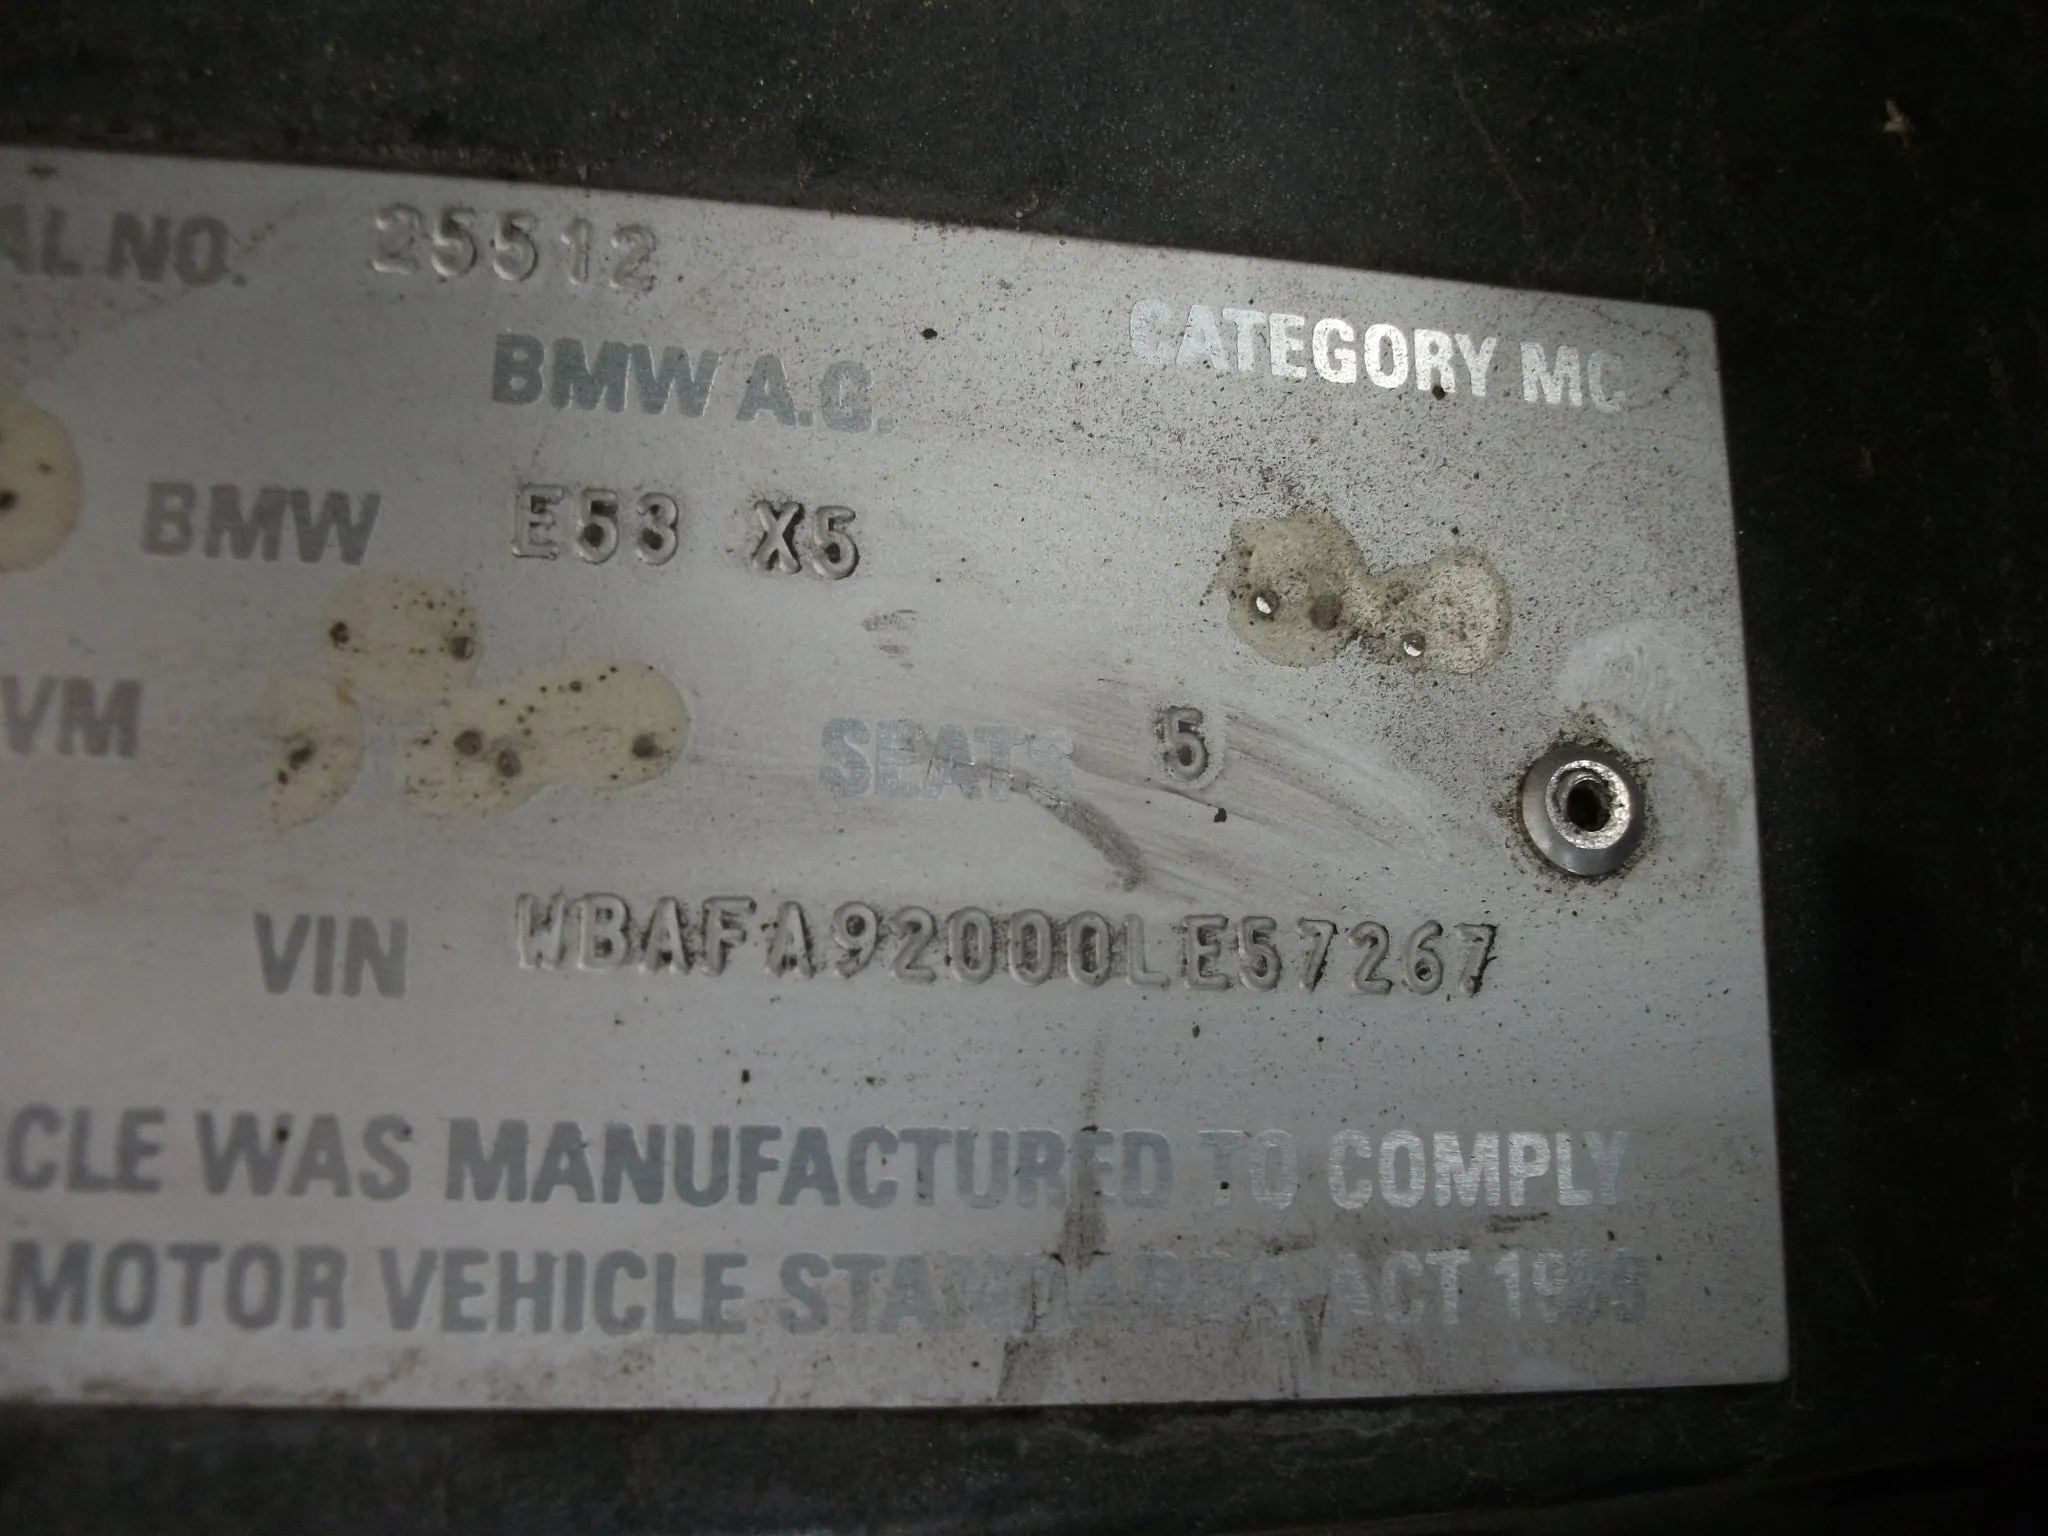 AL NO. 25512
BMW A.G. CATEGORY MC
BMW E53 X5
VM SEATS 5
VIN WBAFA92000LE57267
CLE WAS MANUFACTURED TO COMPLY
MOTOR VEHICLE STANDARDS ACT